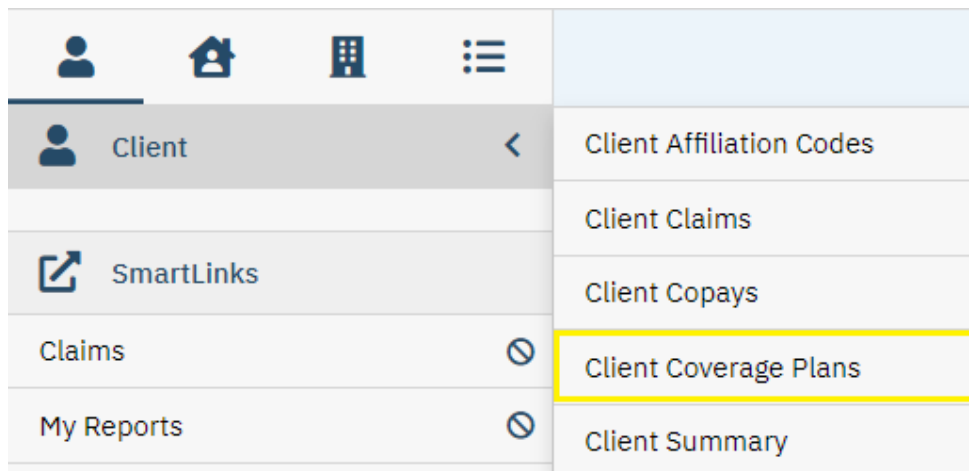 Client
SmartLinks
Claims
My Reports
Client Affiliation Codes
Client Claims
Client Copays
Client Coverage Plans
Client Summary